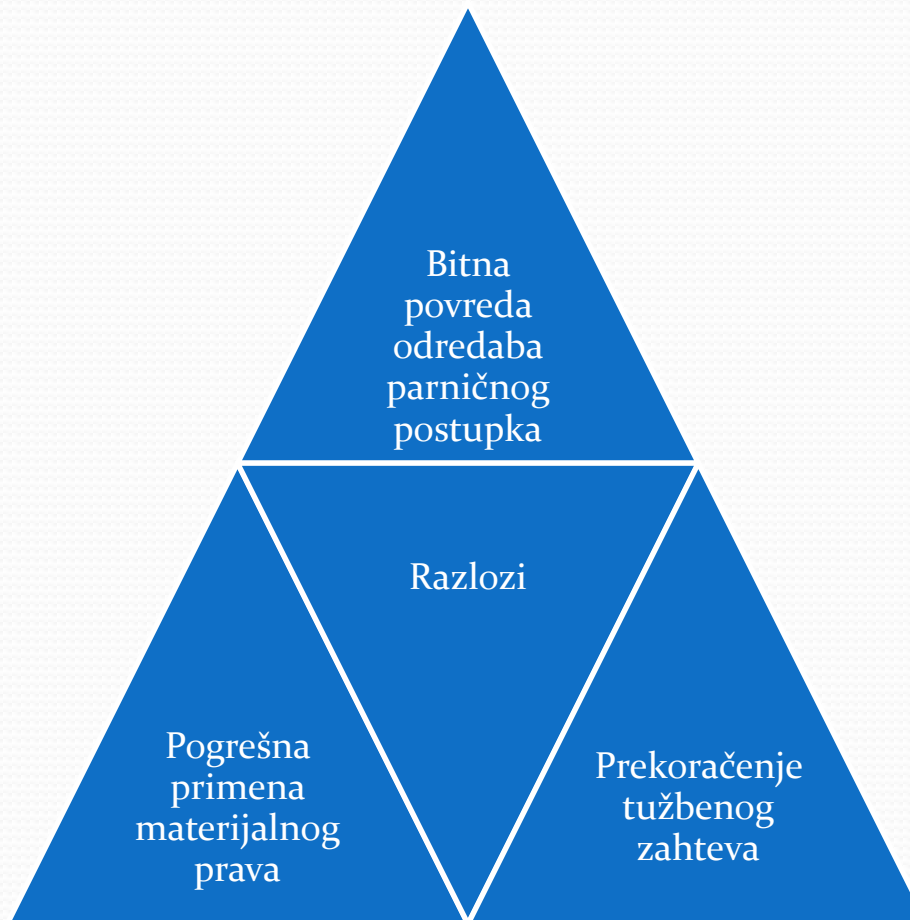 Bitna
povreda
odredaba
parničnog
postupka
Razlozi
Pogrešna
primena
materijalnog
prava
Prekoračenje
tužbenog
zahteva